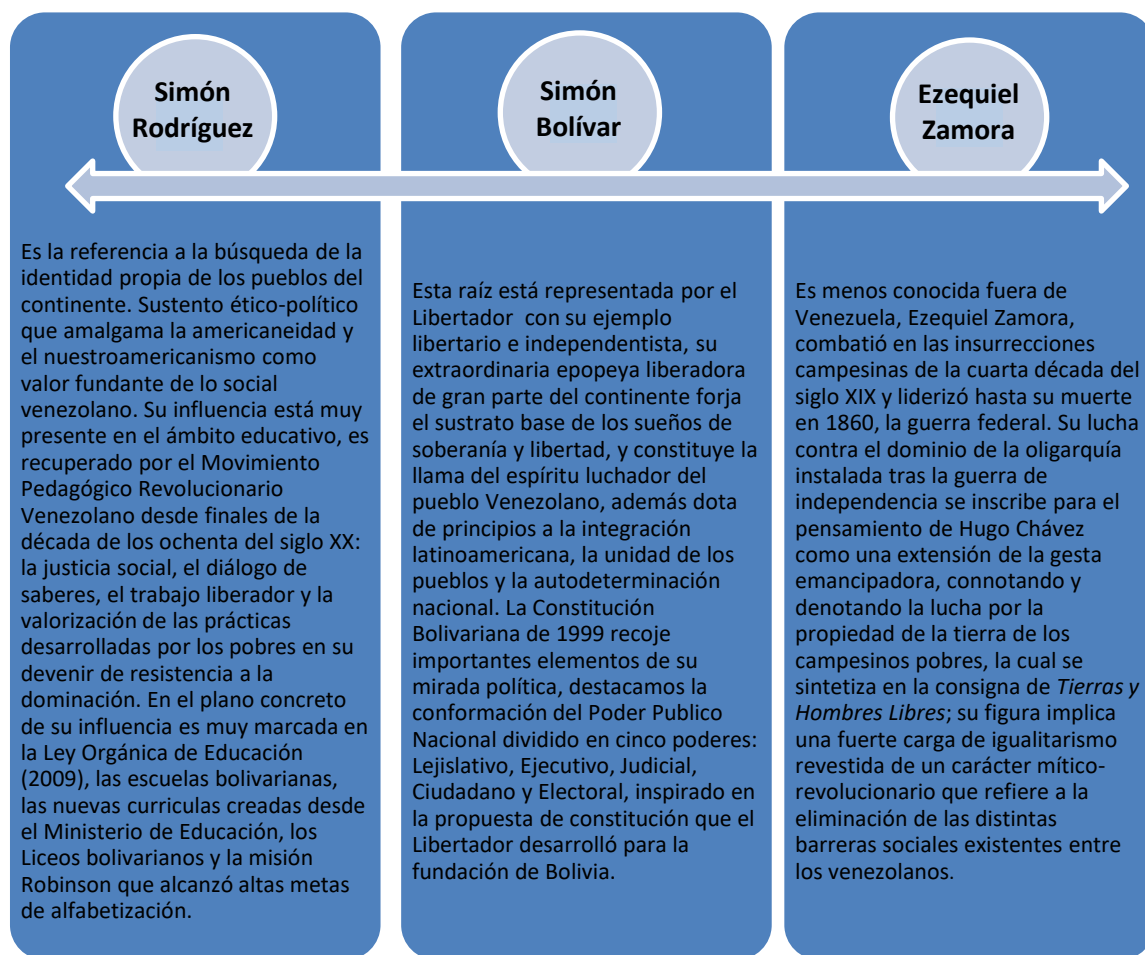 Simón
Rodríguez
Es la referencia a la búsqueda de la
identidad propia de los pueblos del
continente. Sustento ético-político
que amalgama la americaneidad y
el nuestroamericanismo como
valor fundante de lo social
venezolano. Su influencia está muy
presente en el ámbito educativo, es
recuperado por el Movimiento
Pedagógico Revolucionario
Venezolano desde finales de la
década de los ochenta del siglo XX:
la justicia social, el diálogo de
saberes, el trabajo liberador y la
valorización de las prácticas
desarrolladas por los pobres en su
devenir de resistencia a la
dominación. En el plano concreto
de su influencia es muy marcada en
la Ley Orgánica de Educación
(2009), las escuelas bolivarianas,
las nuevas curriculas creadas desde
el Ministerio de Educación, los
Liceos bolivarianos y la misión
Robinson que alcanzó altas metas
de alfabetización.
Simón
Bolívar
Esta raíz está representada por el
Libertador con su ejemplo
libertario e independentista, su
extraordinaria epopeya liberadora
de gran parte del continente forja
el sustrato base de los sueños de
soberanía y libertad, y constituye la
llama del espíritu luchador del
pueblo Venezolano, además dota
de principios a la integración
latinoamericana, la unidad de los
pueblos y la autodeterminación
nacional. La Constitución
Bolivariana de 1999 recoje
importantes elementos de su
mirada política, destacamos la
conformación del Poder Publico
Nacional dividido en cinco poderes:
Lejislativo, Ejecutivo, Judicial,
Ciudadano y Electoral, inspirado en
la propuesta de constitución que el
Libertador desarrolló para la
fundación de Bolivia.
Ezequiel
Zamora
Es menos conocida fuera de
Venezuela, Ezequiel Zamora,
combatió en las insurrecciones
campesinas de la cuarta década del
siglo XIX y liderizó hasta su muerte
en 1860, la guerra federal. Su lucha
contra el dominio de la oligarquía
instalada tras la guerra de
independencia se inscribe para el
pensamiento de Hugo Chávez
como una extensión de la gesta
emancipadora, connotando y
denotando la lucha por la
propiedad de la tierra de los
campesinos pobres, la cual se
sintetiza en la consigna de Tierras y
Hombres Libres; su figura implica
una fuerte carga de igualitarismo
revestida de un carácter mítico-
revolucionario que refiere a la
eliminación de las distintas
barreras sociales existentes entre
los venezolanos.